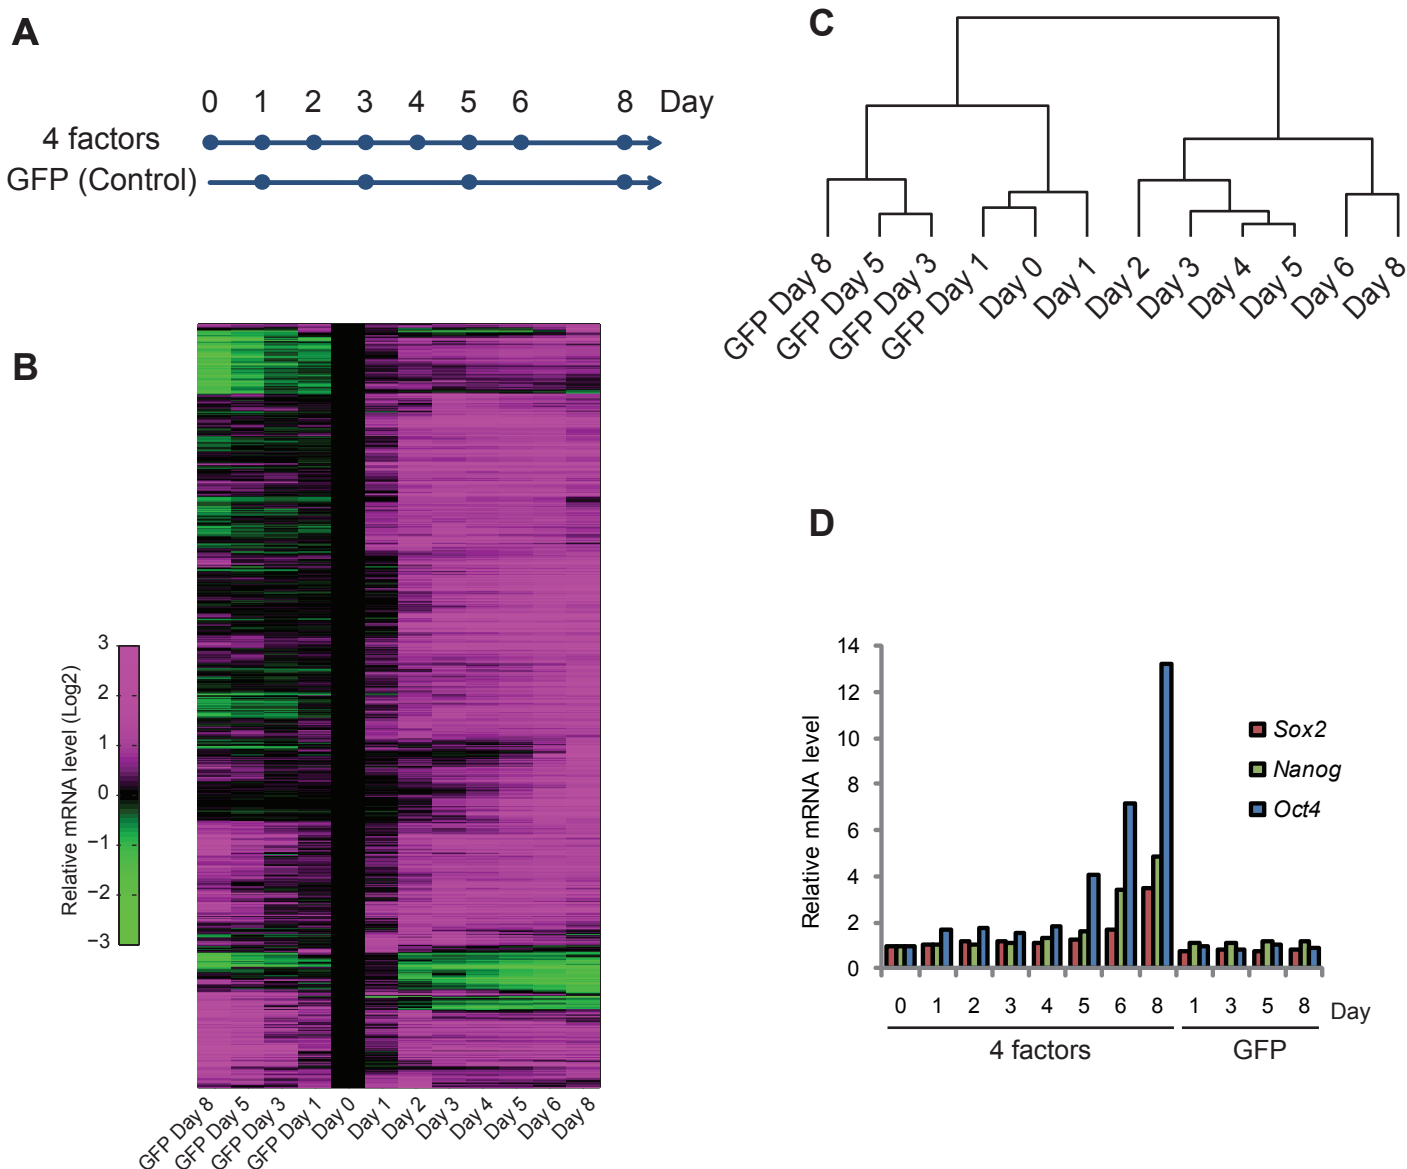 A
0 1 2 3 4 5 6 8 Day
4 factors
GFP (Control)
B
3
2
1
0
−1
−2
−3
Relative mRNA level (Log2)
GFP Day 8
GFP Day 5
GFP Day 3
GFP Day 1
Day 0
Day 1
Day 2
Day 3
Day 4
Day 5
Day 6
Day 8
C
GFP Day 8
GFP Day 5
GFP Day 3
GFP Day 1
Day 0
Day 1
Day 2
Day 3
Day 4
Day 5
Day 6
Day 8
D
14
12
10
8
6
4
2
0
Relative mRNA level
Sox2
Nanog
Oct4
0 1 2 3 4 5 6 8 1 3 5 8 Day
4 factors GFP